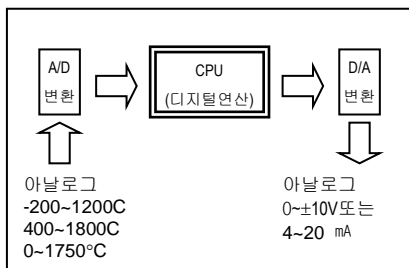 A/D
변환
CPU
(디지털연산)
D/A
변환
아날로그
-200~1200C
400~1800C
0~1750°C
아날로그
0~±10V또는
4~20 ㎃